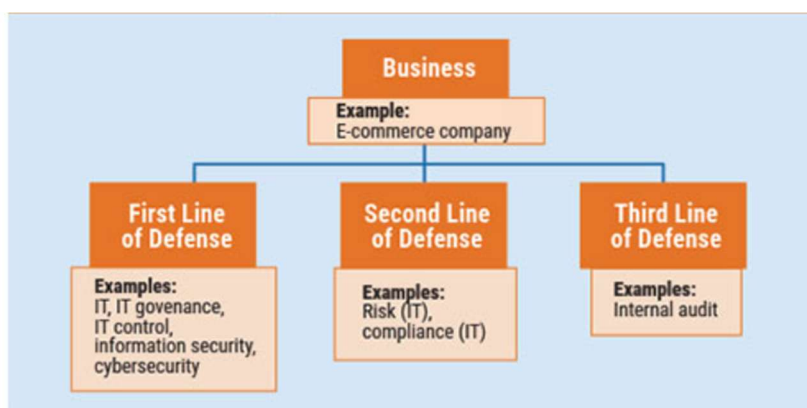 Business
Example:
E-commerce company
First Line
of Defense
Examples:
IT, IT govenance,
IT control,
information security,
cybersecurity
Second Line
of Defense
Examples:
Risk (IT),
compliance (IT)
Third Line
of Defense
Examples:
Internal audit